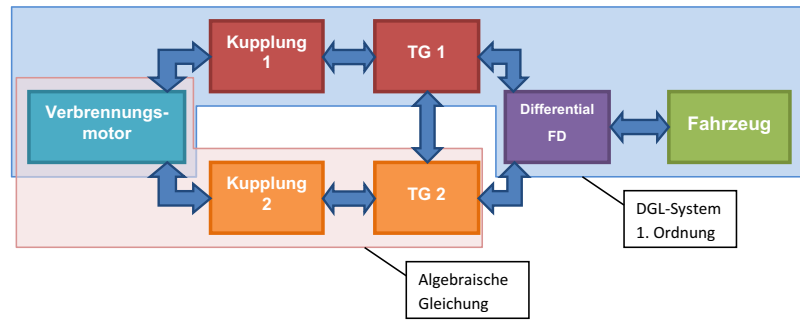 Kupplung
1
TG 1
Verbrennungs-
motor
Differential
FD
Fahrzeug
Kupplung
2
TG 2
DGL-System
1. Ordnung
Algebraische
Gleichung